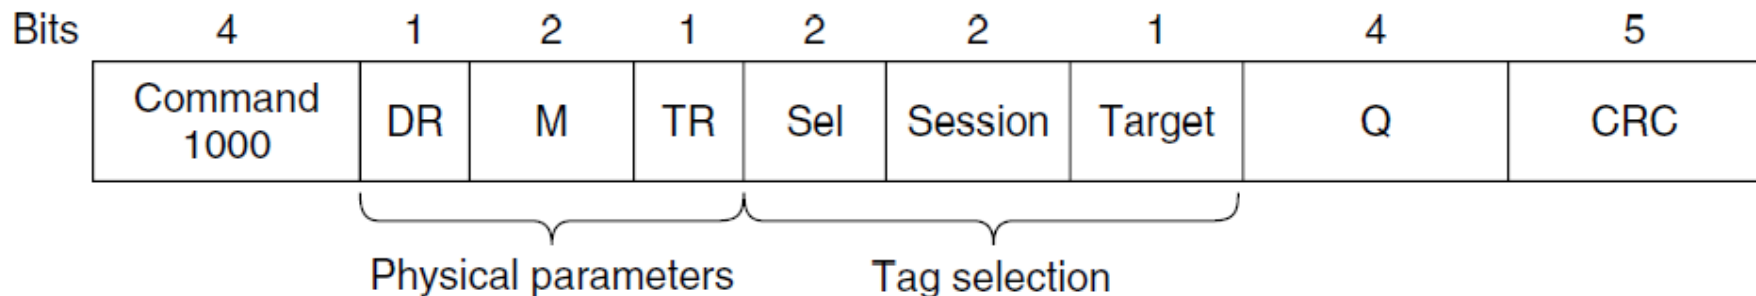 Bits 4 1 2 1 2 2 1 4 5
Command 1000 DR M TR Sel Session Target Q CRC
Physical parameters Tag selection